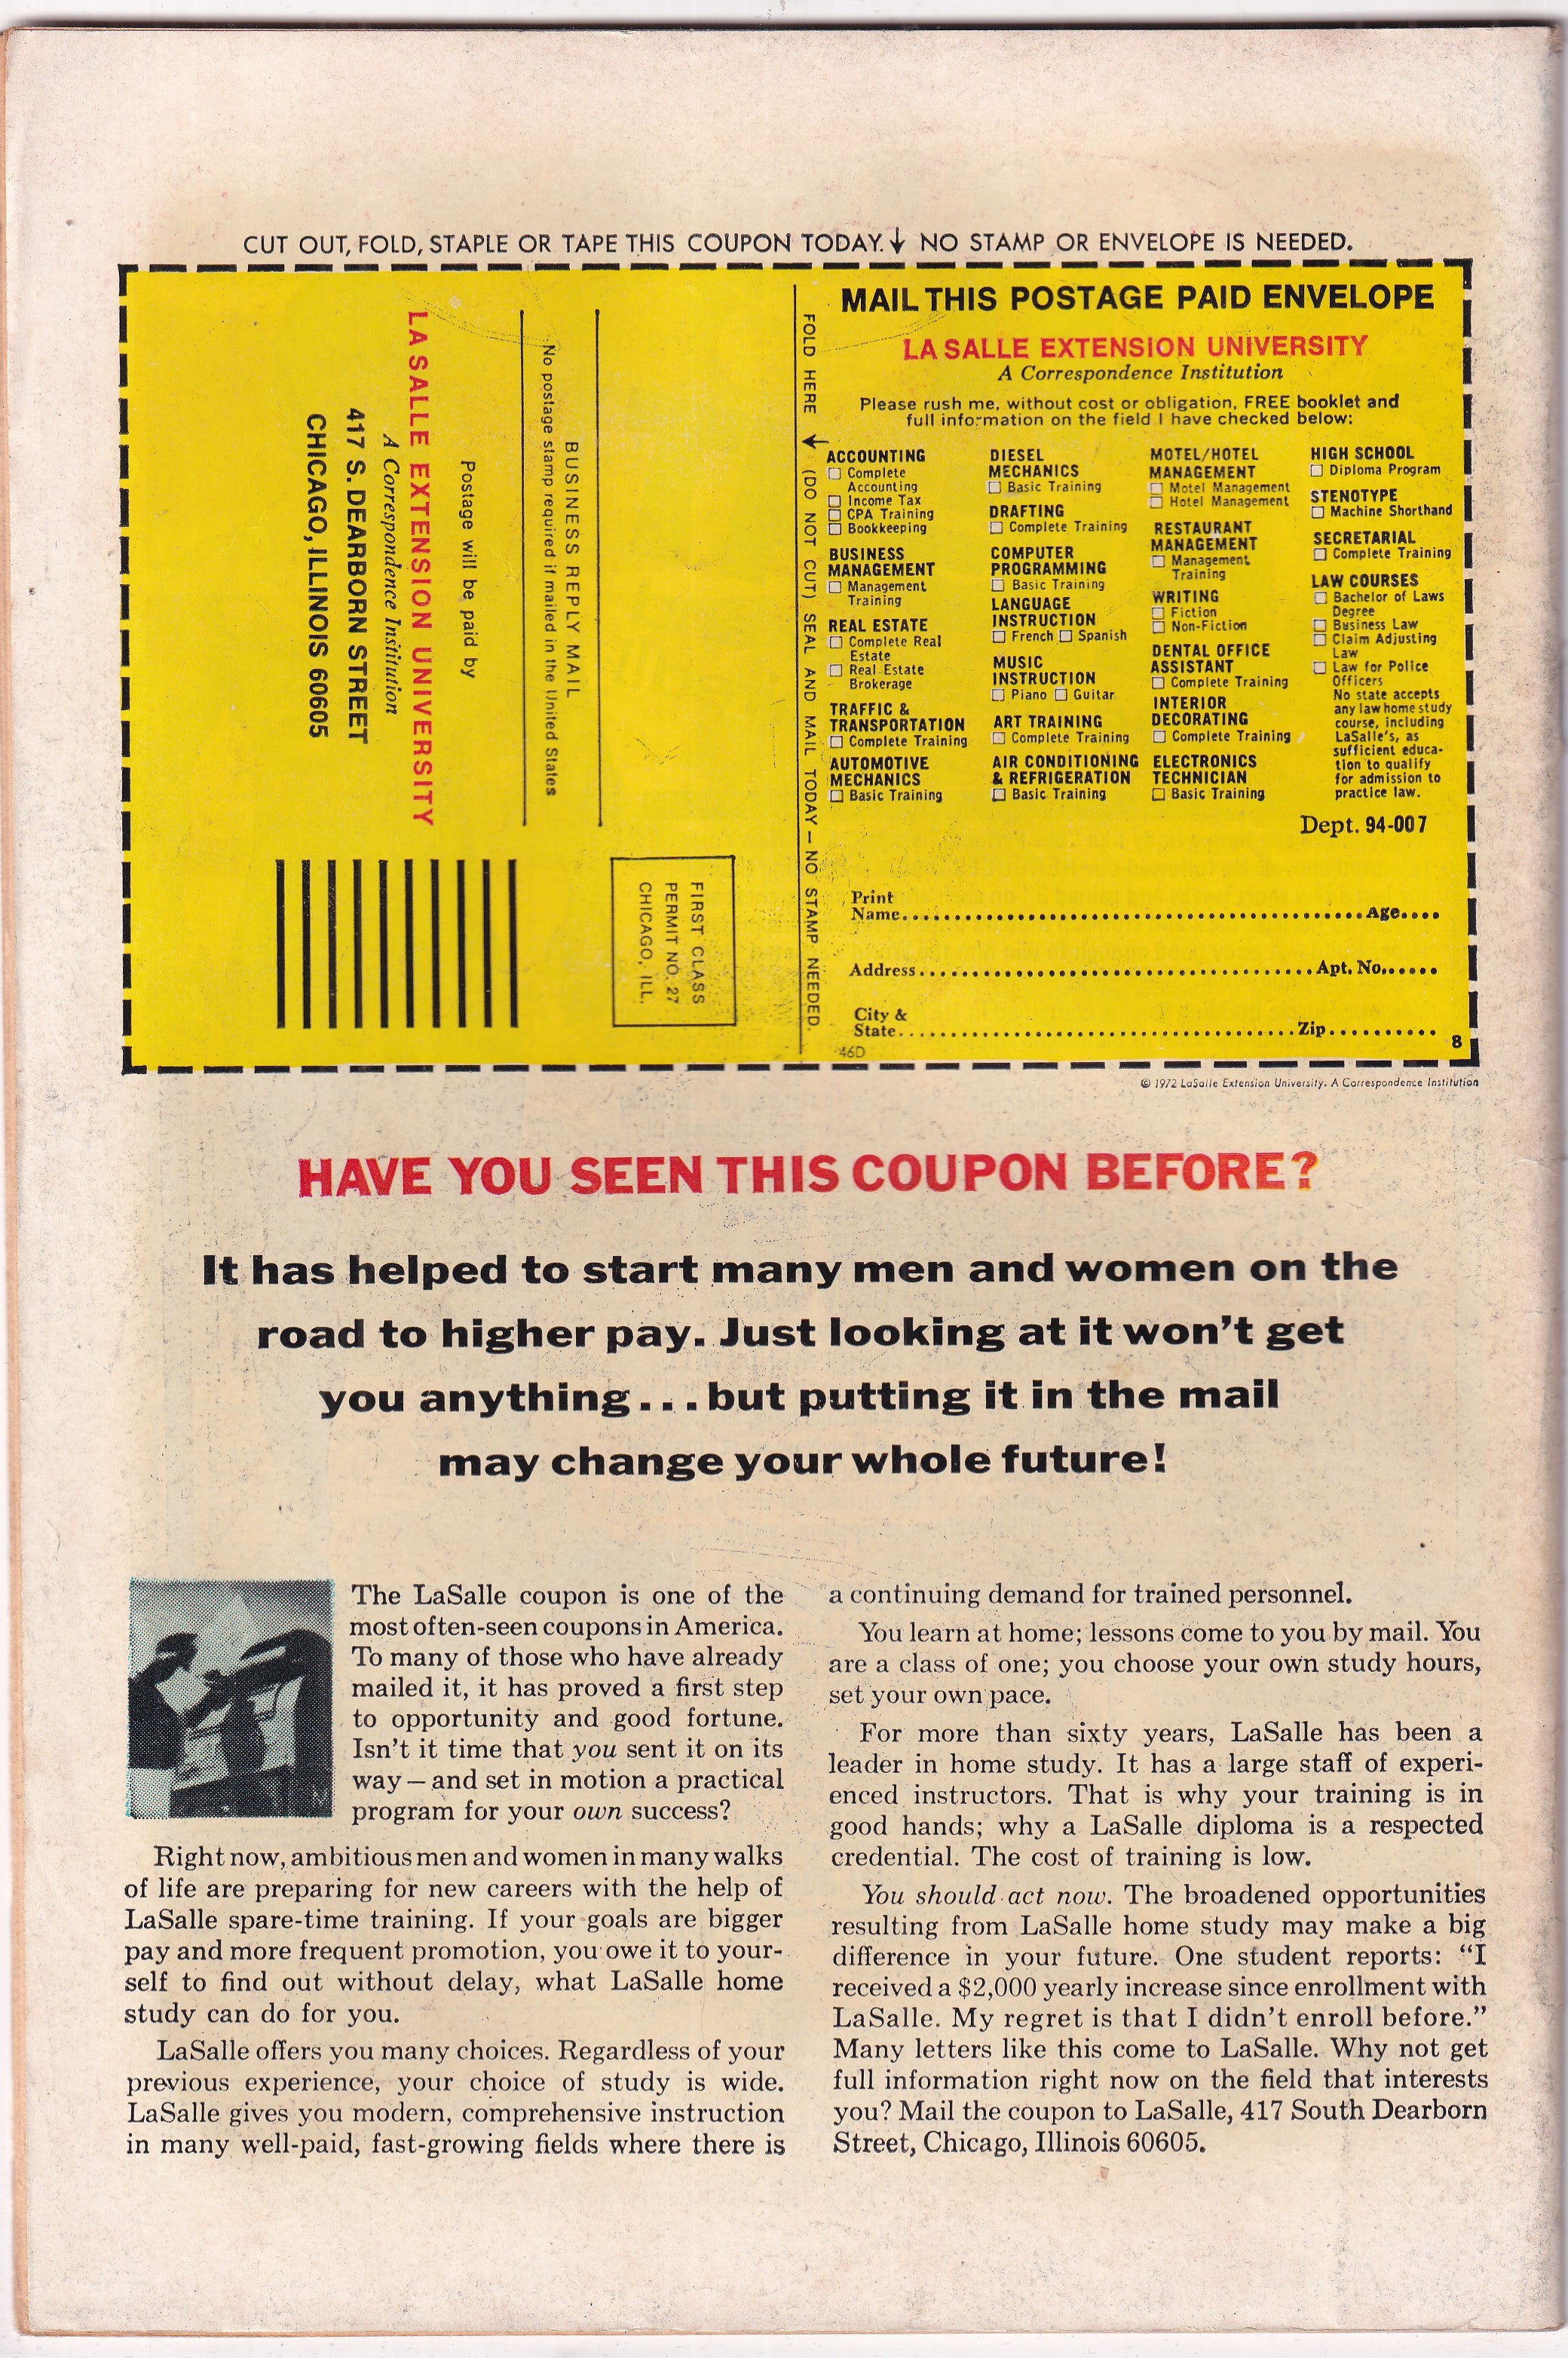 CUT OUT, FOLD, STAPLE OR TAPE THIS COUPON TODAY.↓ NO STAMP OR ENVELOPE IS NEEDED.
LA SALLE EXTENSION UNIVERSITY
A Correspondence Institution
417 S. DEARBORN STREET
CHICAGO, ILLINOIS 60605
Postage will be paid by
No postage stamp required if mailed in the United States
BUSINESS REPLY MAIL
FIRST CLASS
PERMIT NO. 27
CHICAGO, ILL.
FOLD HERE ↓ (DO NOT CUT) SEAL AND MAIL TODAY — NO STAMP NEEDED.
MAIL THIS POSTAGE PAID ENVELOPE
LA SALLE EXTENSION UNIVERSITY
A Correspondence Institution
Please rush me, without cost or obligation, FREE booklet and
full information on the field I have checked below:
ACCOUNTING
☐ Complete
Accounting
☐ Income Tax
☐ CPA Training
☐ Bookkeeping
BUSINESS
MANAGEMENT
☐ Management
Training
REAL ESTATE
☐ Complete Real
Estate
☐ Real Estate
Brokerage
TRAFFIC &
TRANSPORTATION
☐ Complete Training
AUTOMOTIVE
MECHANICS
☐ Basic Training
DIESEL
MECHANICS
☐ Basic Training
DRAFTING
☐ Complete Training
COMPUTER
PROGRAMMING
☐ Basic Training
LANGUAGE
INSTRUCTION
☐ French ☐ Spanish
MUSIC
INSTRUCTION
☐ Piano ☐ Guitar
ART TRAINING
☐ Complete Training
AIR CONDITIONING
& REFRIGERATION
☐ Basic Training
MOTEL/HOTEL
MANAGEMENT
☐ Motel Management
☐ Hotel Management
RESTAURANT
MANAGEMENT
☐ Management
Training
WRITING
☐ Fiction
☐ Non-Fiction
DENTAL OFFICE
ASSISTANT
☐ Complete Training
INTERIOR
DECORATING
☐ Complete Training
ELECTRONICS
TECHNICIAN
☐ Basic Training
HIGH SCHOOL
☐ Diploma Program
STENOTYPE
☐ Machine Shorthand
SECRETARIAL
☐ Complete Training
LAW COURSES
☐ Bachelor of Laws
Degree
☐ Business Law
☐ Claim Adjusting
Law
☐ Law for Police
Officers
No state accepts
any law home study
course, including
LaSalle's, as
sufficient educa-
tion to qualify
for admission to
practice law.
Dept. 94-007
Print
Name.......... Age....
Address.......... Apt. No......
City &
State.......... Zip..........
46D
8
© 1972 LaSalle Extension University. A Correspondence Institution
HAVE YOU SEEN THIS COUPON BEFORE?
It has helped to start many men and women on the
road to higher pay. Just looking at it won't get
you anything...but putting it in the mail
may change your whole future!
The LaSalle coupon is one of the
most often-seen coupons in America.
To many of those who have already
mailed it, it has proved a first step
to opportunity and good fortune.
Isn't it time that you sent it on its
way — and set in motion a practical
program for your own success?
Right now, ambitious men and women in many walks
of life are preparing for new careers with the help of
LaSalle spare-time training. If your goals are bigger
pay and more frequent promotion, you owe it to your-
self to find out without delay, what LaSalle home
study can do for you.
LaSalle offers you many choices. Regardless of your
previous experience, your choice of study is wide.
LaSalle gives you modern, comprehensive instruction
in many well-paid, fast-growing fields where there is
a continuing demand for trained personnel.
You learn at home; lessons come to you by mail. You
are a class of one; you choose your own study hours,
set your own pace.
For more than sixty years, LaSalle has been a
leader in home study. It has a large staff of experi-
enced instructors. That is why your training is in
good hands; why a LaSalle diploma is a respected
credential. The cost of training is low.
You should act now. The broadened opportunities
resulting from LaSalle home study may make a big
difference in your future. One student reports: "I
received a $2,000 yearly increase since enrollment with
LaSalle. My regret is that I didn't enroll before."
Many letters like this come to LaSalle. Why not get
full information right now on the field that interests
you? Mail the coupon to LaSalle, 417 South Dearborn
Street, Chicago, Illinois 60605.